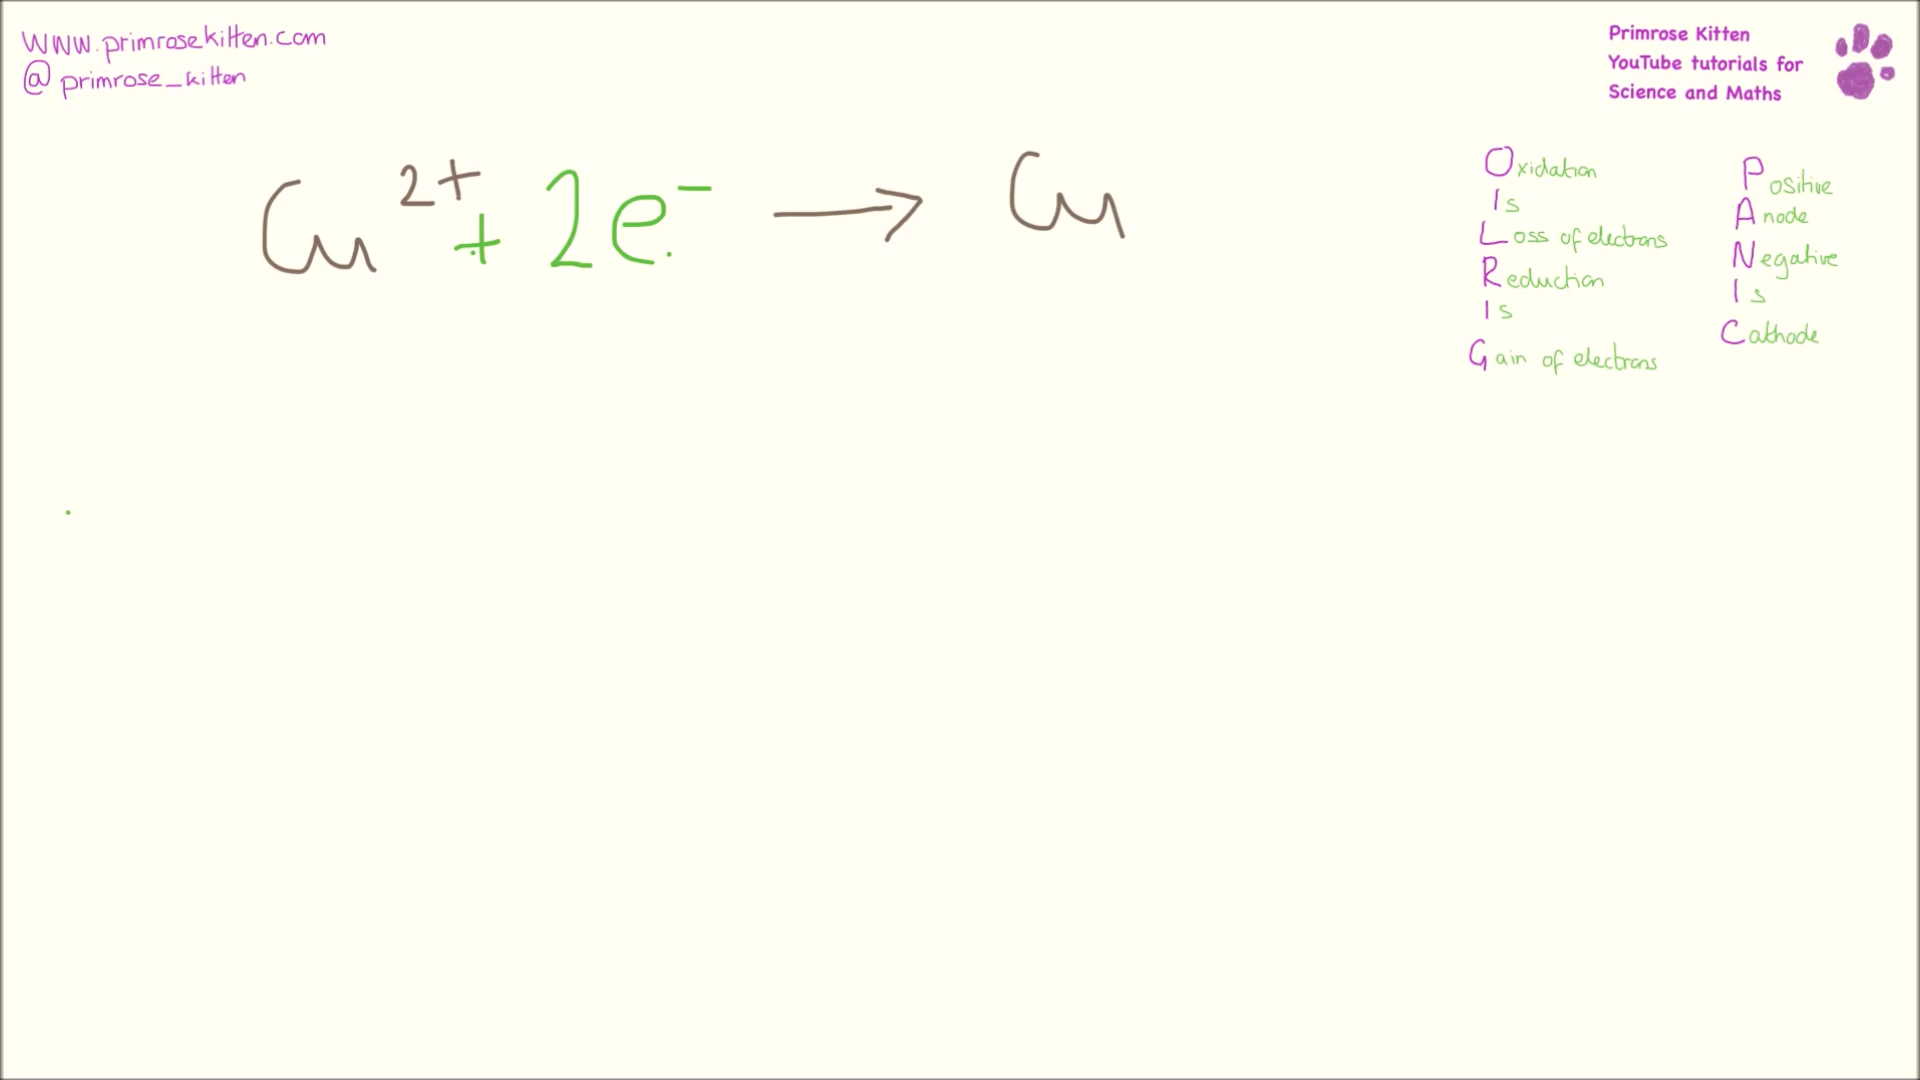 www.primrosekitten.com
@primrose_kitten
Primrose Kitten
YouTube tutorials for
Science and Maths
Cu²⁺ + 2e⁻ → Cu
Oxidation
Is
Loss of electrons
Reduction
Is
Gain of electrons
Positive
Anode
Negative
Is
Cathode